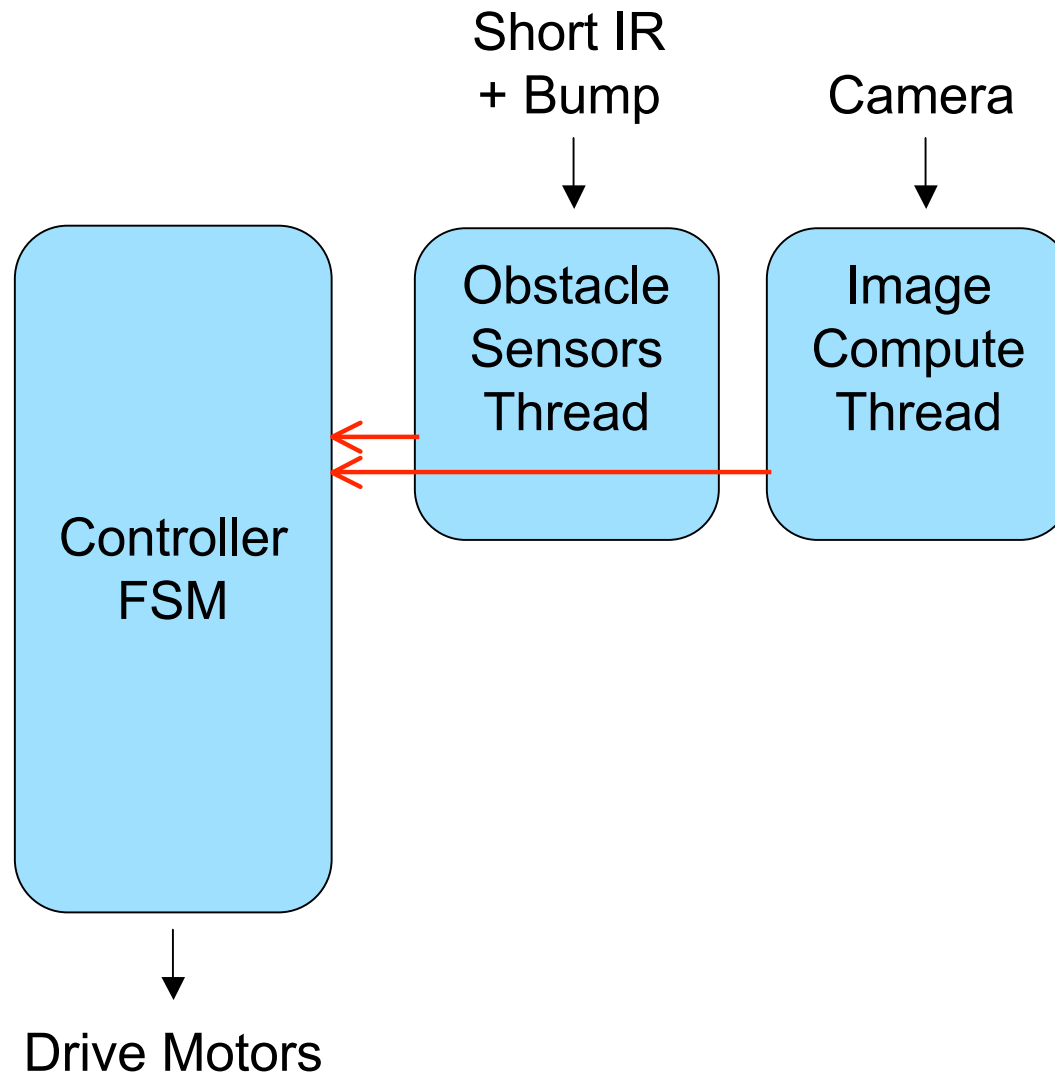 Short IR
+ Bump
Camera
Obstacle
Sensors
Thread
Image
Compute
Thread
Controller
FSM
Drive Motors